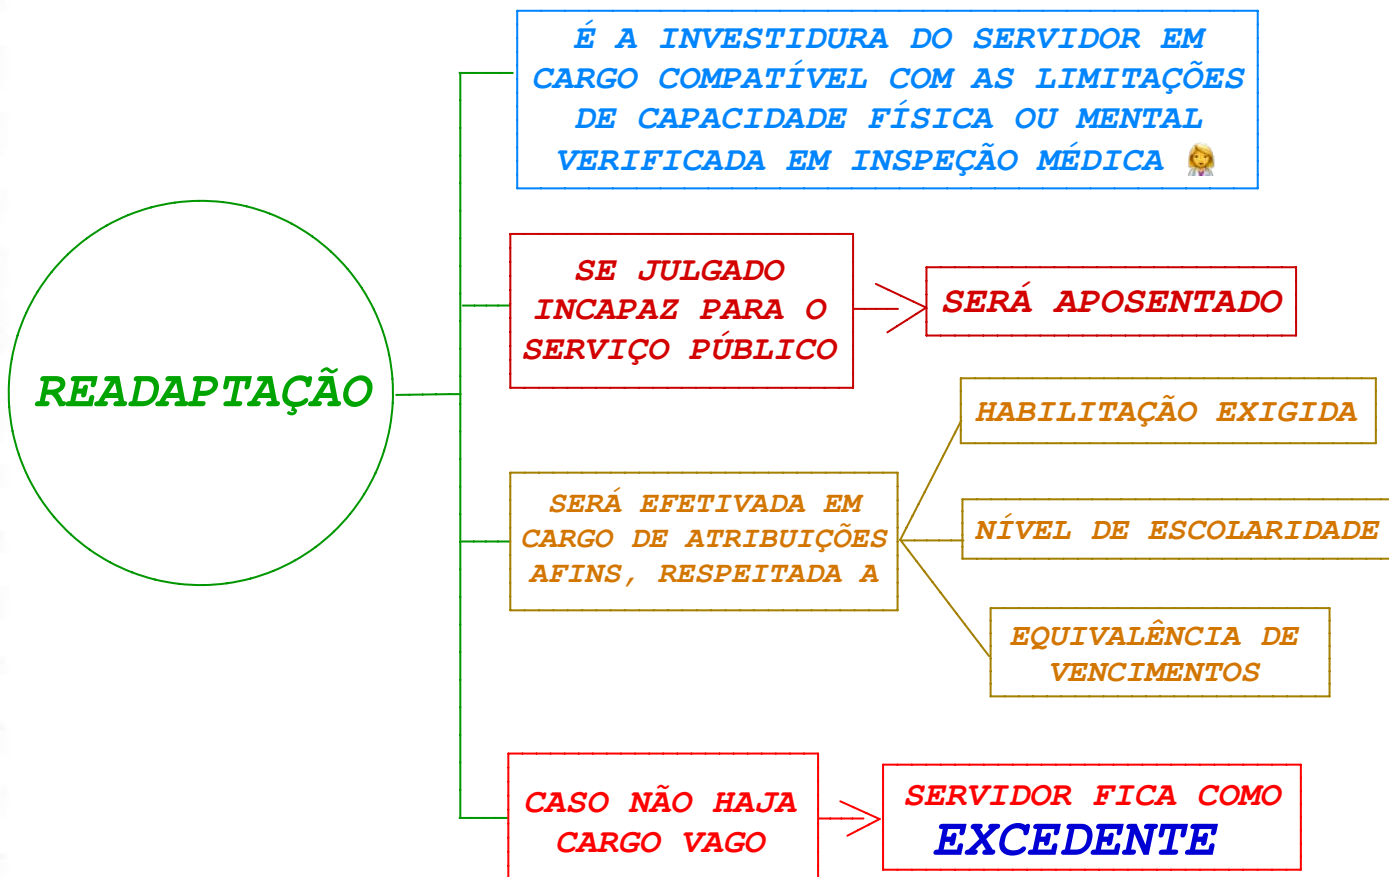 É A INVESTIDURA DO SERVIDOR EM
CARGO COMPATÍVEL COM AS LIMITAÇÕES
DE CAPACIDADE FÍSICA OU MENTAL
VERIFICADA EM INSPEÇÃO MÉDICA 👩‍⚕️
READAPTAÇÃO
SE JULGADO
INCAPAZ PARA O
SERVIÇO PÚBLICO
SERÁ APOSENTADO
SERÁ EFETIVADA EM
CARGO DE ATRIBUIÇÕES
AFINS, RESPEITADA A
HABILITAÇÃO EXIGIDA
NÍVEL DE ESCOLARIDADE
EQUIVALÊNCIA DE
VENCIMENTOS
CASO NÃO HAJA
CARGO VAGO
SERVIDOR FICA COMO
EXCEDENTE